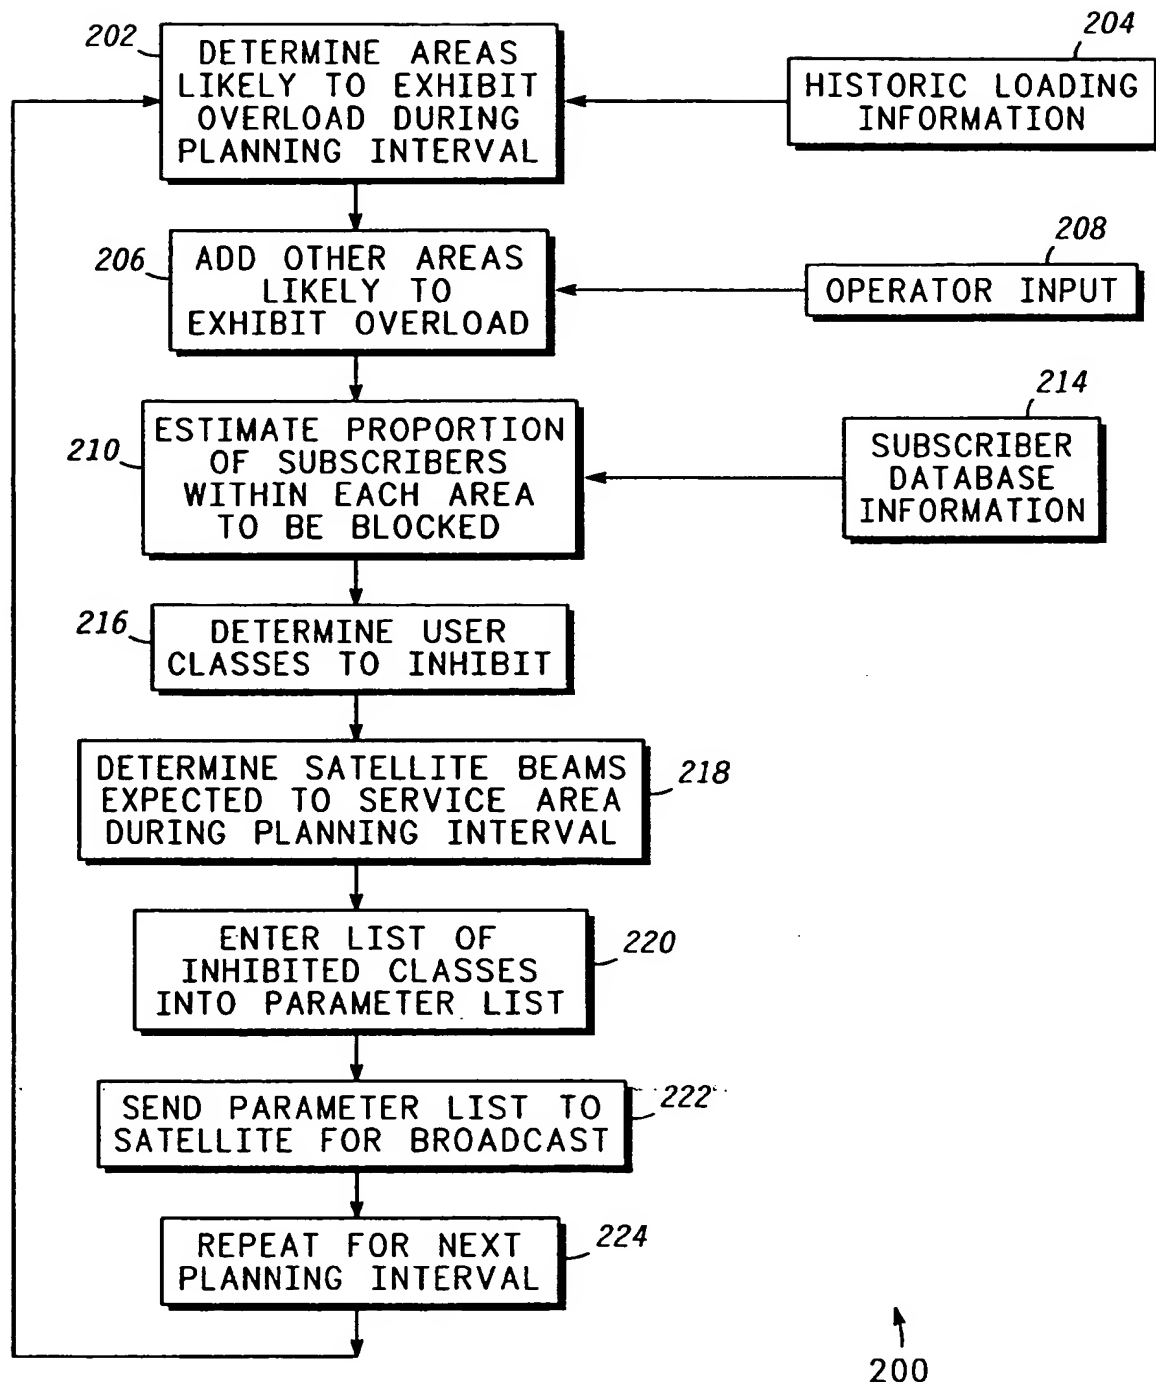 202
DETERMINE AREAS
LIKELY TO EXHIBIT
OVERLOAD DURING
PLANNING INTERVAL
204
HISTORIC LOADING
INFORMATION
206
ADD OTHER AREAS
LIKELY TO
EXHIBIT OVERLOAD
208
OPERATOR INPUT
210
ESTIMATE PROPORTION
OF SUBSCRIBERS
WITHIN EACH AREA
TO BE BLOCKED
214
SUBSCRIBER
DATABASE
INFORMATION
216
DETERMINE USER
CLASSES TO INHIBIT
DETERMINE SATELLITE BEAMS
EXPECTED TO SERVICE AREA
DURING PLANNING INTERVAL
218
ENTER LIST OF
INHIBITED CLASSES
INTO PARAMETER LIST
220
SEND PARAMETER LIST TO
SATELLITE FOR BROADCAST
222
REPEAT FOR NEXT
PLANNING INTERVAL
224
200